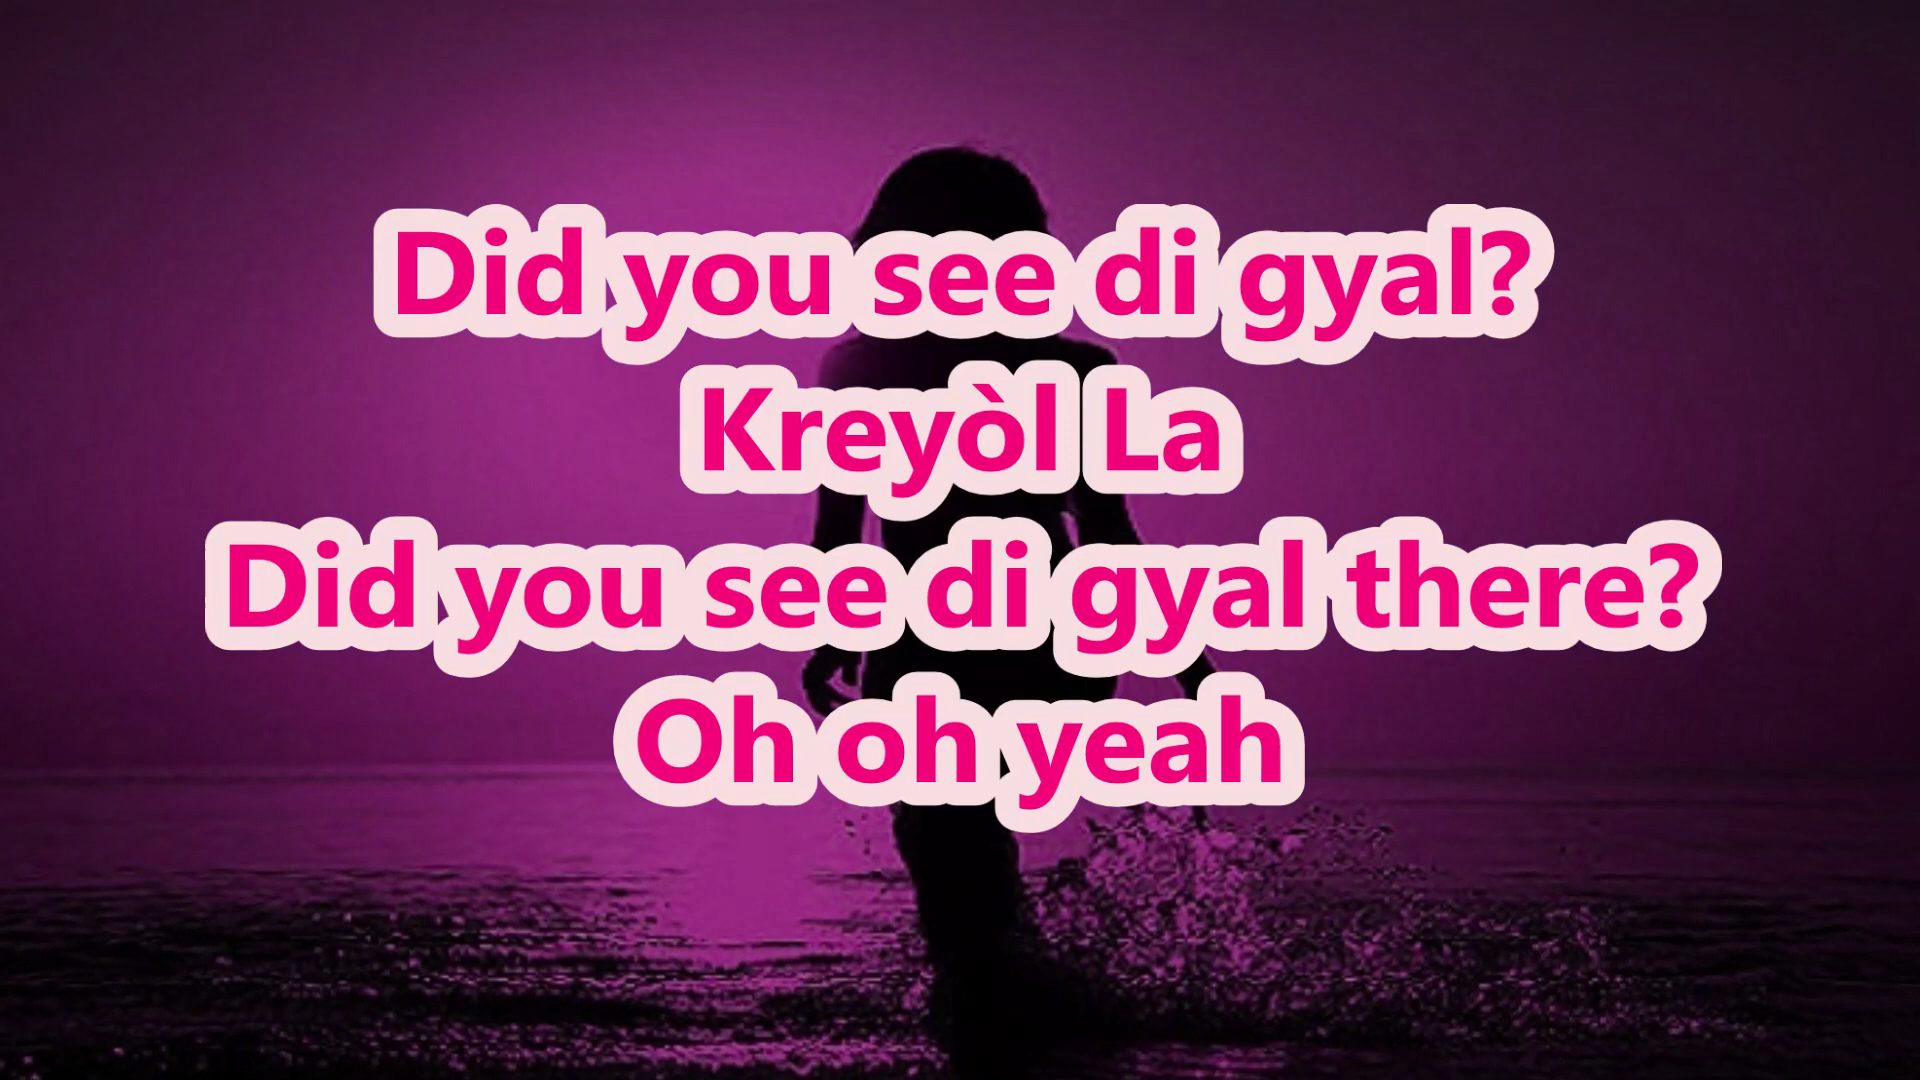 Did you see di gyal?
Kreyòl La
Did you see di gyal there?
Oh oh yeah